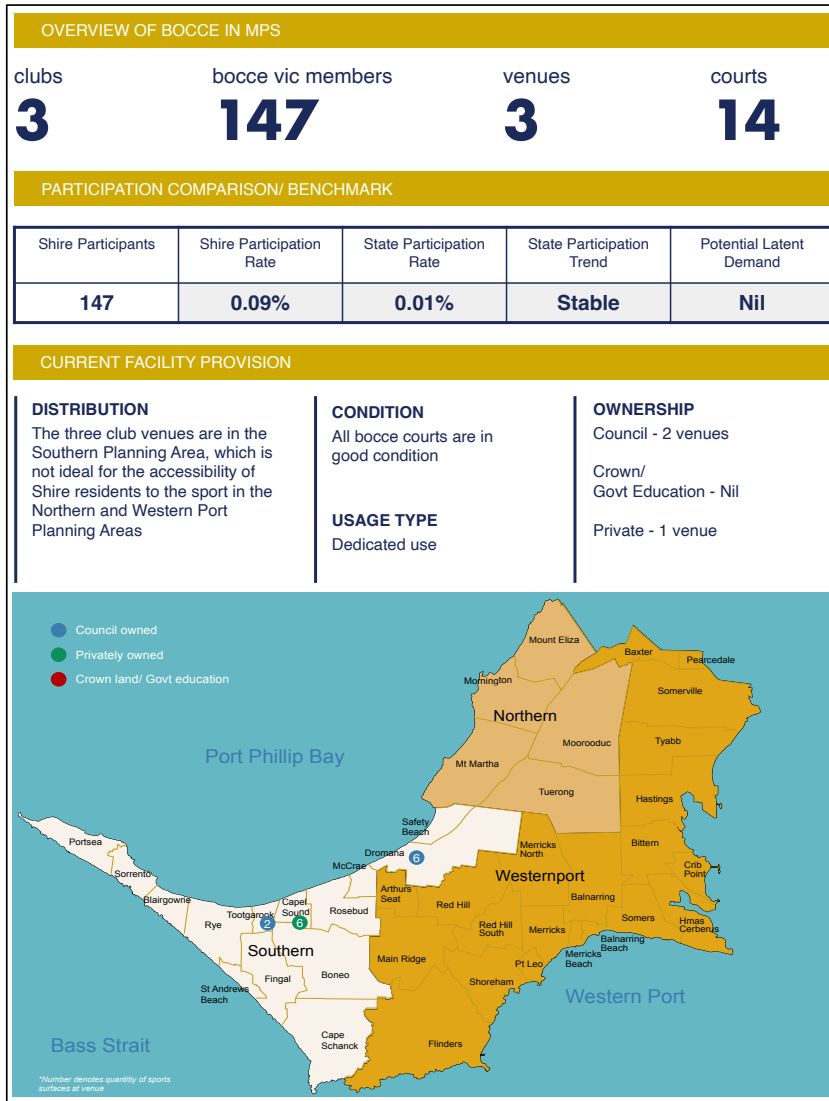 OVERVIEW OF BOCCE IN MPS
clubs
3
bocce vic members
147
venues
3
courts
14
PARTICIPATION COMPARISON/ BENCHMARK
Shire Participants
Shire Participation
Rate
State Participation
Rate
State Participation
Trend
Potential Latent
Demand
147
0.09%
0.01%
Stable
Nil
CURRENT FACILITY PROVISION
DISTRIBUTION
The three club venues are in the
Southern Planning Area, which is
not ideal for the accessibility of
Shire residents to the sport in the
Northern and Western Port
Planning Areas
CONDITION
All bocce courts are in
good condition
USAGE TYPE
Dedicated use
OWNERSHIP
Council - 2 venues
Crown/
Govt Education - Nil
Private - 1 venue
Council owned
Privately owned
Crown land/ Govt education
Port Phillip Bay
Mount Eliza
Baxter
Pearcedale
Mornington
Somerville
Northern
Moorooduc
Tyabb
Mt Martha
Tuerong
Hastings
Safety
Beach
Portsea
Sorrento
Dromana
6
McCrae
Merricks
North
Bittern
Crib
Point
Westernport
Arthurs
Seat
Blairgowrie
Rye
Tootgarook
2
Capel
Sound
6
Rosebud
Red Hill
Balnarring
Red Hill
South
Merricks
Somers
Hmas
Cerberus
Balnarring
Beach
Merricks
Beach
Southern
Main Ridge
Pt Leo
Fingal
Boneo
Shoreham
St Andrews
Beach
Western Port
Cape
Schanck
Flinders
Bass Strait
*Number denotes quantitiy of sports
surfaces at venue